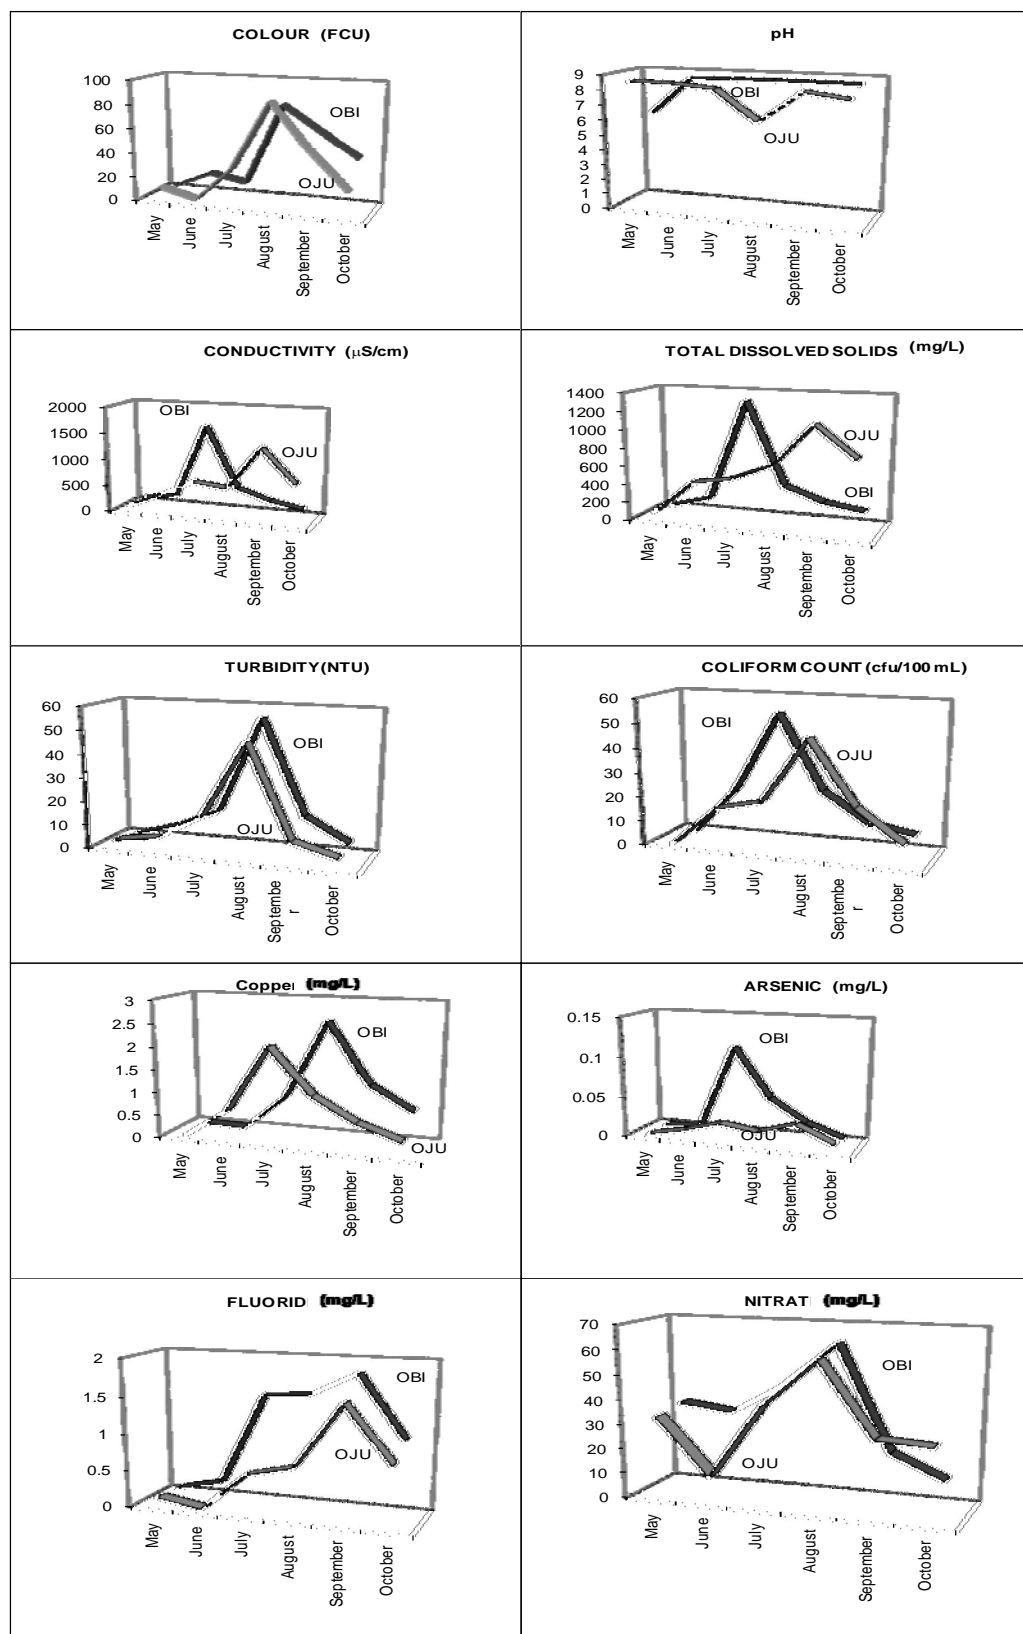 COLOUR (FCU)
100
80
60
40
20
0
OBI
OJU
May
June
July
August
September
October
pH
9
8
7
6
5
4
3
2
1
0
OBI
OJU
May
June
July
August
September
October
CONDUCTIVITY (µS/cm)
2000
1500
1000
500
0
OBI
OJU
May
June
July
August
September
October
TOTAL DISSOLVED SOLIDS (mg/L)
1400
1200
1000
800
600
400
200
0
OJU
OBI
May
June
July
August
September
October
TURBIDITY(NTU)
60
50
40
30
20
10
0
OBI
OJU
May
June
July
August
Septembe
r
October
COLIFORM COUNT (cfu/100 mL)
60
50
40
30
20
10
0
OBI
OJU
May
June
July
August
Septembe
r
October
Copper (mg/L)
3
2.5
2
1.5
1
0.5
0
OBI
OJU
May
June
July
August
September
October
ARSENIC (mg/L)
0.15
0.1
0.05
0
OBI
OJU
May
June
July
August
September
October
FLUORID (mg/L)
2
1.5
1
0.5
0
OBI
OJU
May
June
July
August
September
October
NITRAT (mg/L)
70
60
50
40
30
20
10
0
OBI
OJU
May
June
July
August
September
October